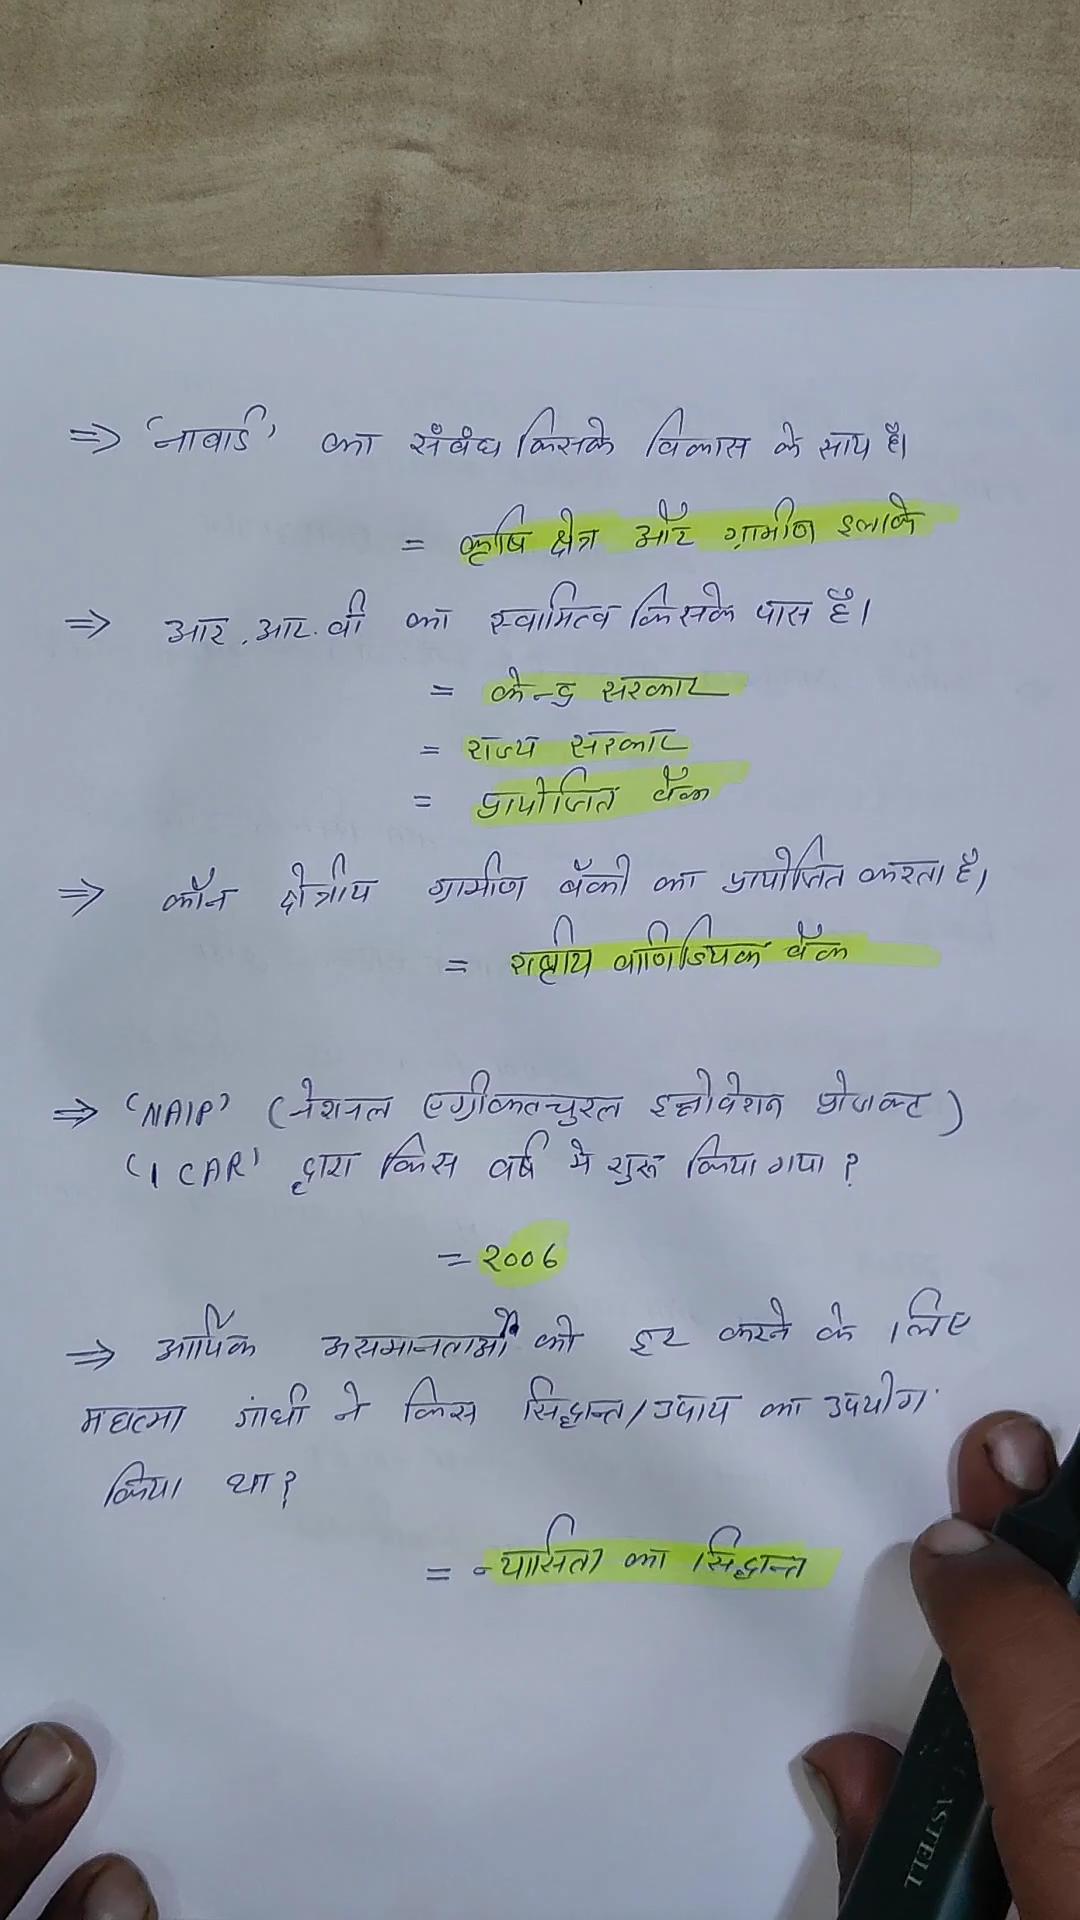 ⇒ 'नाबार्ड' का संबंध किसके विकास के साथ है।
= कृषि क्षेत्र और ग्रामीण इलाके
⇒ आर.आर.वी का स्वामित्व किसके पास है।
= केन्द्र सरकार
= राज्य सरकार
= प्रायोजित बैंक
⇒ कौन क्षेत्रीय ग्रामीण बैंको का प्रायोजित करता है,
= राष्ट्रीय वाणिज्यिक बैंक
⇒ 'NAIP' (नेशनल एग्रीकल्चुरल इन्नोवेशन प्रोजेक्ट)
'ICAR' द्वारा किस वर्ष मे शुरू किया गया?
= 2006
⇒ आर्थिक असमानताओं को दूर करने के लिए
महात्मा गांधी ने किस सिद्धान्त/उपाय का उपयोग
किया था?
= न्यासिता का सिद्धान्त
CASTELL